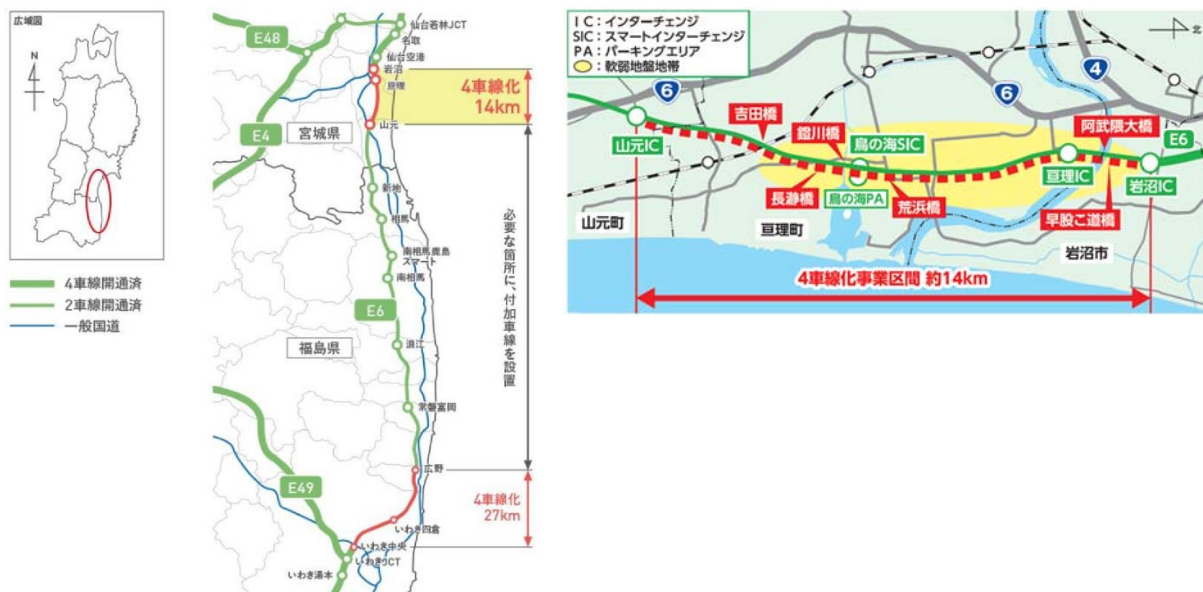 広域図
N
4車線開通済
2車線開通済
一般国道
E48
仙台若林JCT
名取
仙台空港
岩沼
亘理
4車線化
14km
山元
宮城県
E4
新地
相馬
南相馬鹿島
スマート
南相馬
E6
必要な箇所に、付加車線を設置
福島県
浪江
常磐富岡
広野
E49
4車線化
27km
いわき四倉
いわき中央
いわきJCT
いわき湯本
IC：インターチェンジ
SIC：スマートインターチェンジ
PA：パーキングエリア
：軟弱地盤地帯
北
6
6
4
吉田橋
鐙川橋
鳥の海SIC
阿武隈大橋
E6
山元IC
亘理IC
岩沼IC
長瀞橋
鳥の海PA
荒浜橋
早股こ道橋
山元町
亘理町
岩沼市
4車線化事業区間 約14km